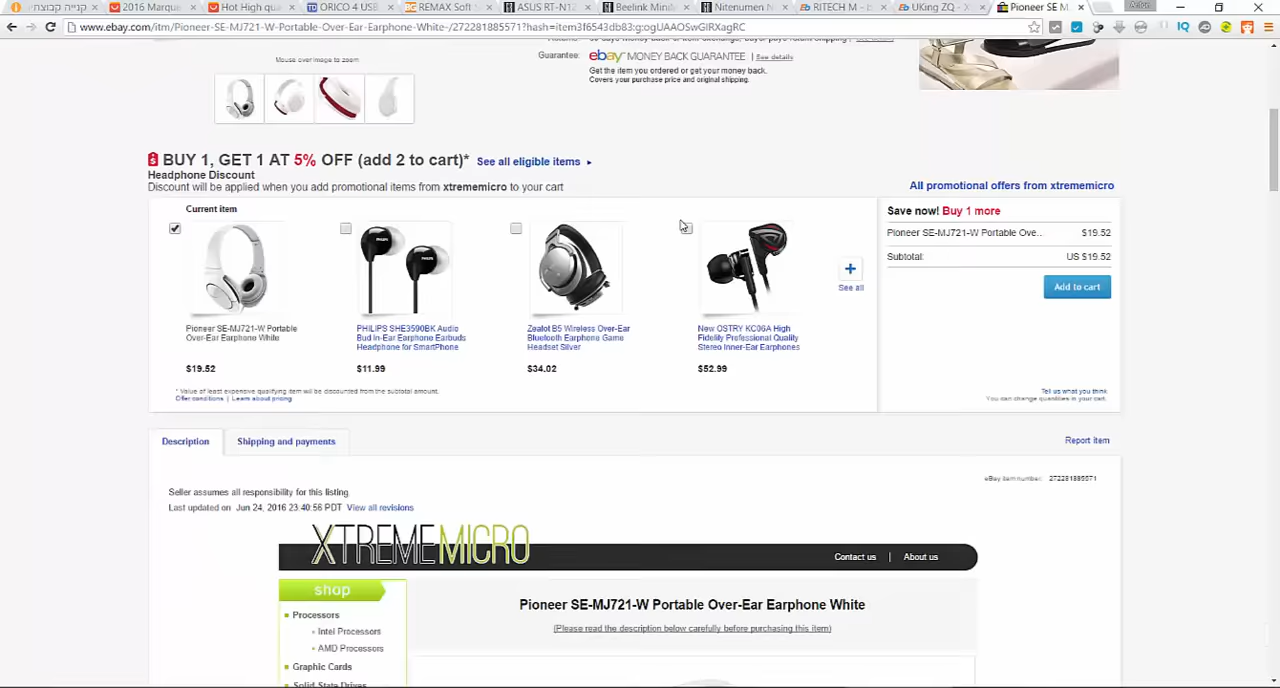 קנייה קבוצתי
2016 Marque
Hot High qua
ORICO 4 USB
REMAX Soft
ASUS RT-N1
Beelink Mini
Nitenumen N
RITECH M - b
UKing ZQ - X
Pioneer SE M
www.ebay.com/itm/Pioneer-SE-MJ721-W-Portable-Over-Ear-Earphone-White-/272281885571?hash=item3f6543db83:g:ogUAAOSwGIRXagRC
Mouse over image to zoom
Guarantee:
ebay MONEY BACK GUARANTEE | See details
Get the item you ordered or get your money back.
Covers your purchase price and original shipping.
BUY 1, GET 1 AT 5% OFF (add 2 to cart)* See all eligible items
Headphone Discount
Discount will be applied when you add promotional items from xtrememicro to your cart
All promotional offers from xtrememicro
Current item
PHILIPS
Pioneer SE-MJ721-W Portable
Over-Ear Earphone White
$19.52
PHILIPS SHE3590BK Audio
Bud In-Ear Earphone Earbuds
Headphone for SmartPhone
$11.99
Zealot B5 Wireless Over-Ear
Bluetooth Earphone Game
Headset Silver
$34.02
New OSTRY KC06A High
Fidelity Professional Quality
Stereo Inner-Ear Earphones
$52.99
See all
* Value of least expensive qualifying item will be discounted from the subtotal amount.
Offer conditions | Learn about pricing
Save now! Buy 1 more
Pioneer SE-MJ721-W Portable Ove.. $19.52
Subtotal: US $19.52
Add to cart
Tell us what you think.
You can change quantities in your cart.
Description
Shipping and payments
Report item
eBay item number: 272281885571
Seller assumes all responsibility for this listing.
Last updated on Jun 24, 2016 23:40:56 PDT View all revisions
XTREMEMICRO
Contact us | About us
shop
Processors
Intel Processors
AMD Processors
Graphic Cards
Solid State Drives
Pioneer SE-MJ721-W Portable Over-Ear Earphone White
(Please read the description below carefully before purchasing this item)